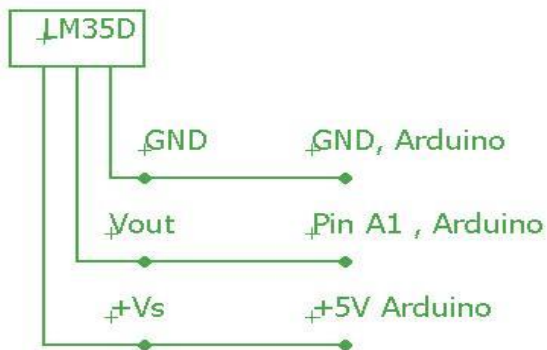 LM35D
GND GND, Arduino
Vout Pin A1 , Arduino
+Vs +5V Arduino